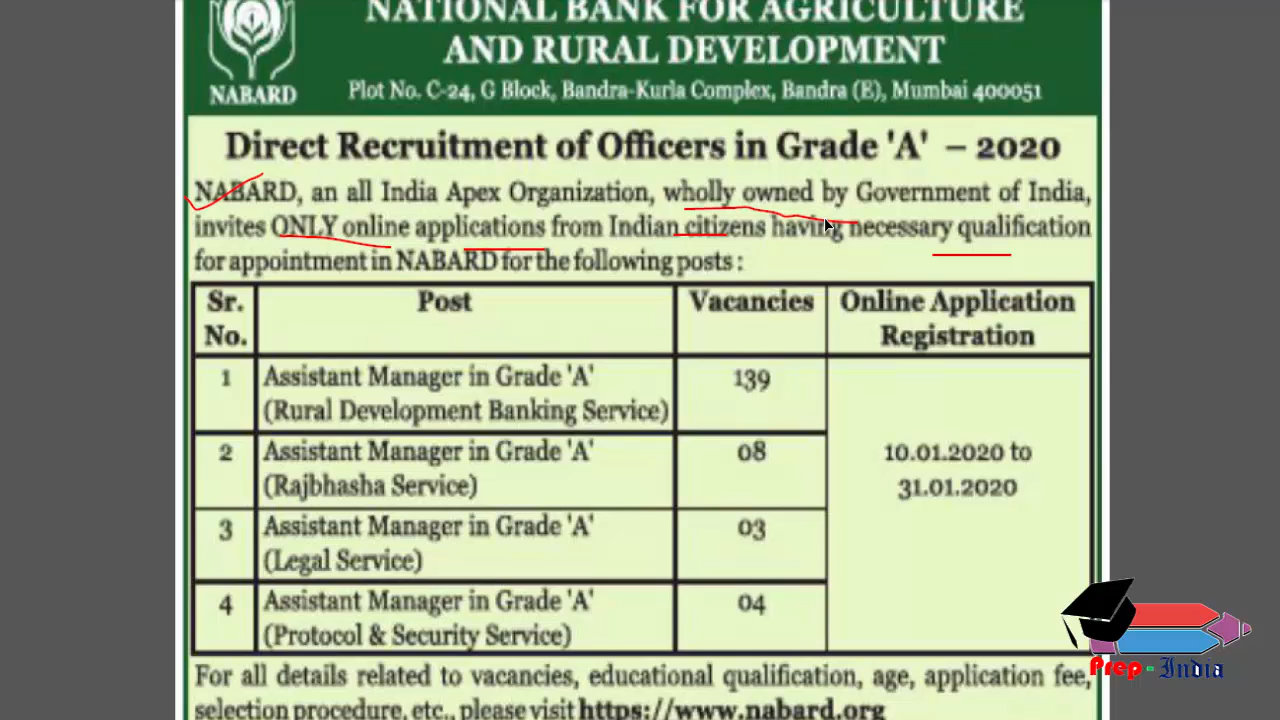 NATIONAL BANK FOR AGRICULTURE
AND RURAL DEVELOPMENT
NABARD
Plot No. C-24, G Block, Bandra-Kurla Complex, Bandra (E), Mumbai 400051
Direct Recruitment of Officers in Grade 'A' – 2020
NABARD, an all India Apex Organization, wholly owned by Government of India,
invites ONLY online applications from Indian citizens having necessary qualification
for appointment in NABARD for the following posts :
Sr. No. Post Vacancies Online Application Registration
1 Assistant Manager in Grade 'A' 139
(Rural Development Banking Service)
2 Assistant Manager in Grade 'A' 08 10.01.2020 to
(Rajbhasha Service) 31.01.2020
3 Assistant Manager in Grade 'A' 03
(Legal Service)
4 Assistant Manager in Grade 'A' 04
(Protocol & Security Service)
For all details related to vacancies, educational qualification, age, application fee,
selection procedure, etc., please visit https://www.nabard.org
Prep-India